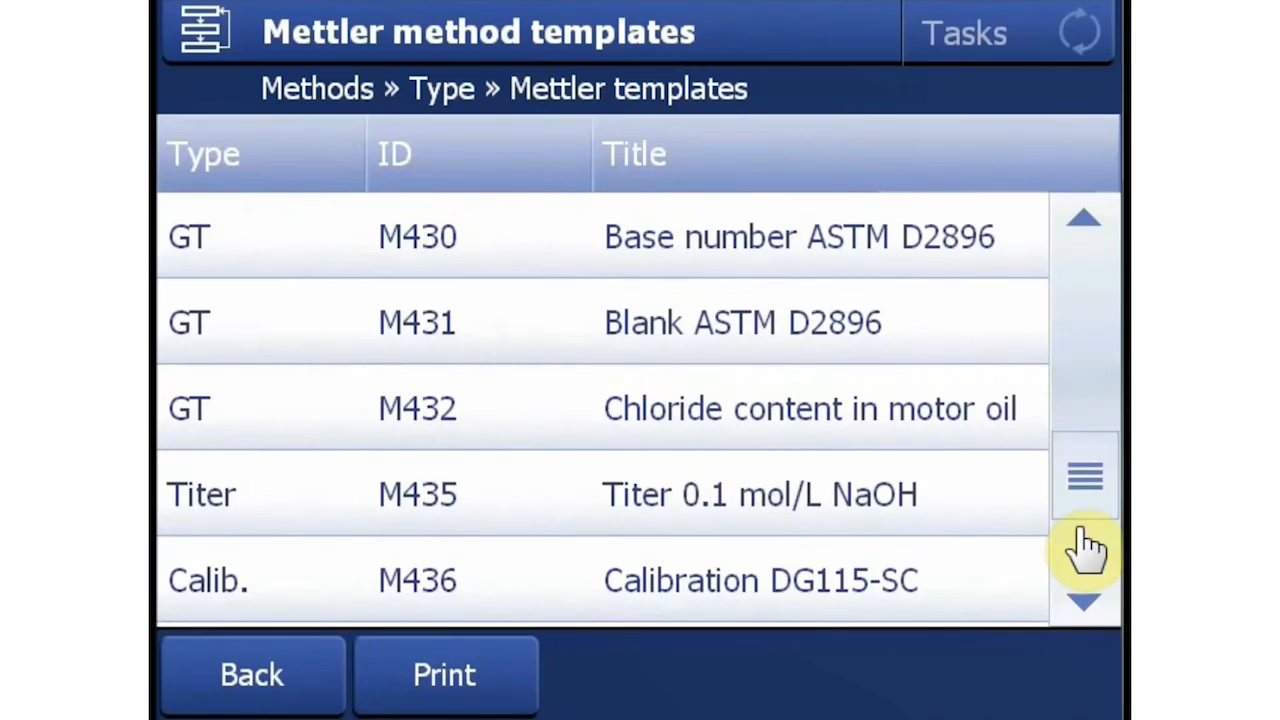 Mettler method templates Tasks
Methods » Type » Mettler templates
Type ID Title
GT M430 Base number ASTM D2896
GT M431 Blank ASTM D2896
GT M432 Chloride content in motor oil
Titer M435 Titer 0.1 mol/L NaOH
Calib. M436 Calibration DG115-SC
Back Print